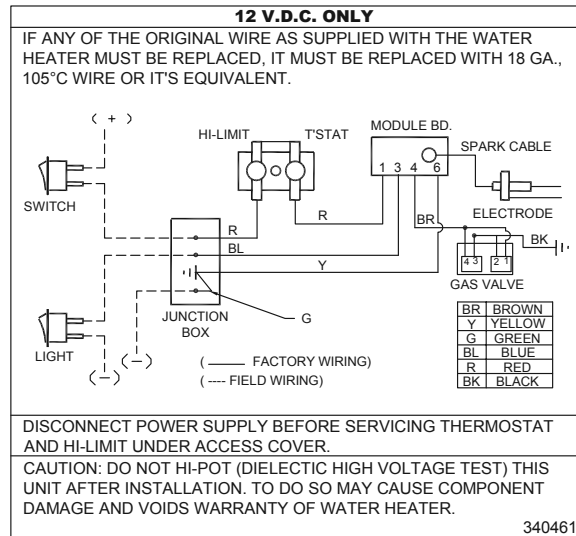 12 V.D.C. ONLY
IF ANY OF THE ORIGINAL WIRE AS SUPPLIED WITH THE WATER
HEATER MUST BE REPLACED, IT MUST BE REPLACED WITH 18 GA.,
105°C WIRE OR IT'S EQUIVALENT.
( + )
HI-LIMIT T'STAT
MODULE BD.
SPARK CABLE
1 3 4 6
SWITCH
ELECTRODE
R
R
BR
BL
BK
Y
4 3 2 1
GAS VALVE
JUNCTION
BOX
G
LIGHT
(—)
(—)
( —— FACTORY WIRING)
( ---- FIELD WIRING)
BR BROWN
Y YELLOW
G GREEN
BL BLUE
R RED
BK BLACK
DISCONNECT POWER SUPPLY BEFORE SERVICING THERMOSTAT
AND HI-LIMIT UNDER ACCESS COVER.
CAUTION: DO NOT HI-POT (DIELECTIC HIGH VOLTAGE TEST) THIS
UNIT AFTER INSTALLATION. TO DO SO MAY CAUSE COMPONENT
DAMAGE AND VOIDS WARRANTY OF WATER HEATER.
340461